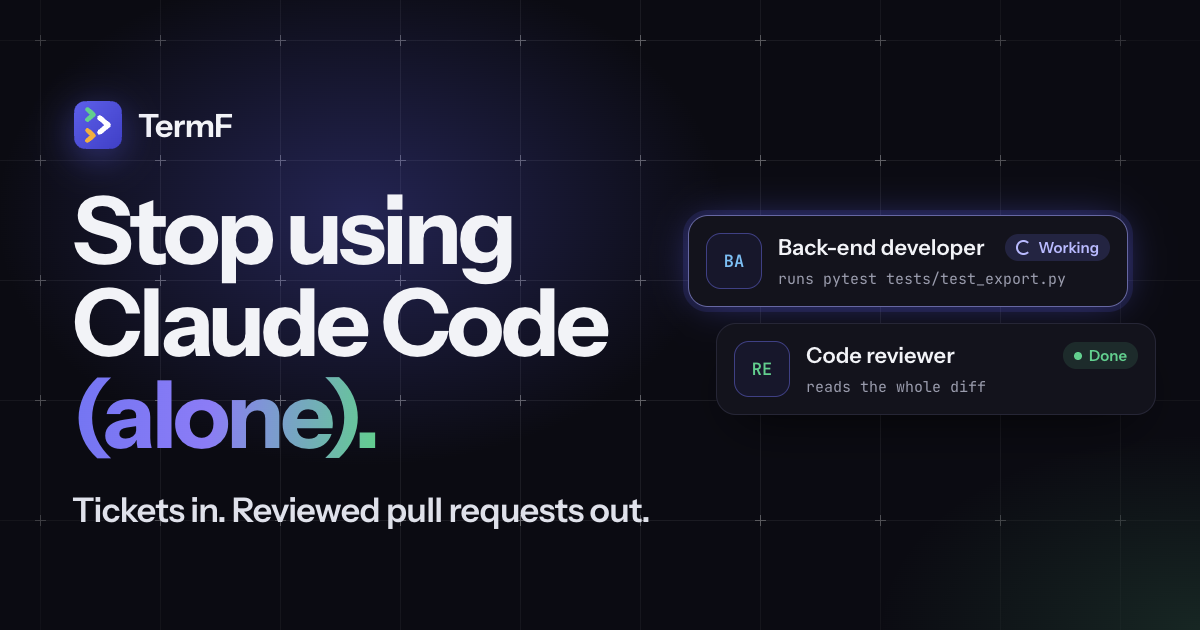 TermF
Stop using
Claude Code
(alone).
Tickets in. Reviewed pull requests out.
BA
Back-end developer
Working
runs pytest tests/test_export.py
RE
Code reviewer
Done
reads the whole diff